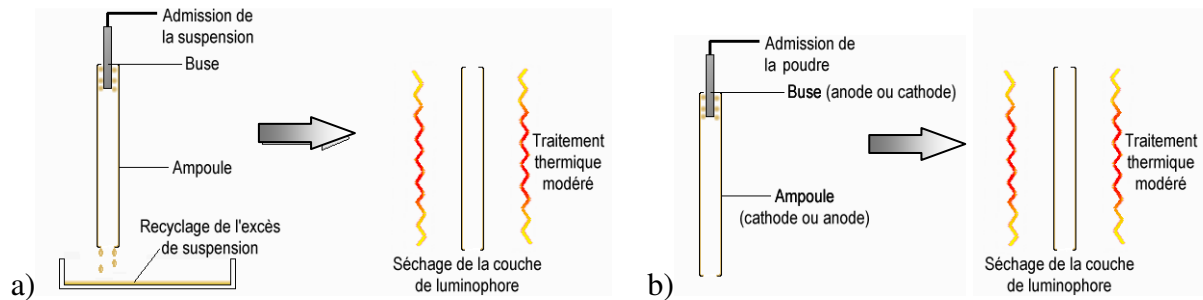 a)
Admission de
la suspension
Buse
Ampoule
Recyclage de l'excès
de suspension
Traitement
thermique
modéré
Séchage de la couche
de luminophore
b)
Admission de
la poudre
Buse (anode ou cathode)
Ampoule
(cathode ou anode)
Traitement
thermique
modéré
Séchage de la couche
de luminophore